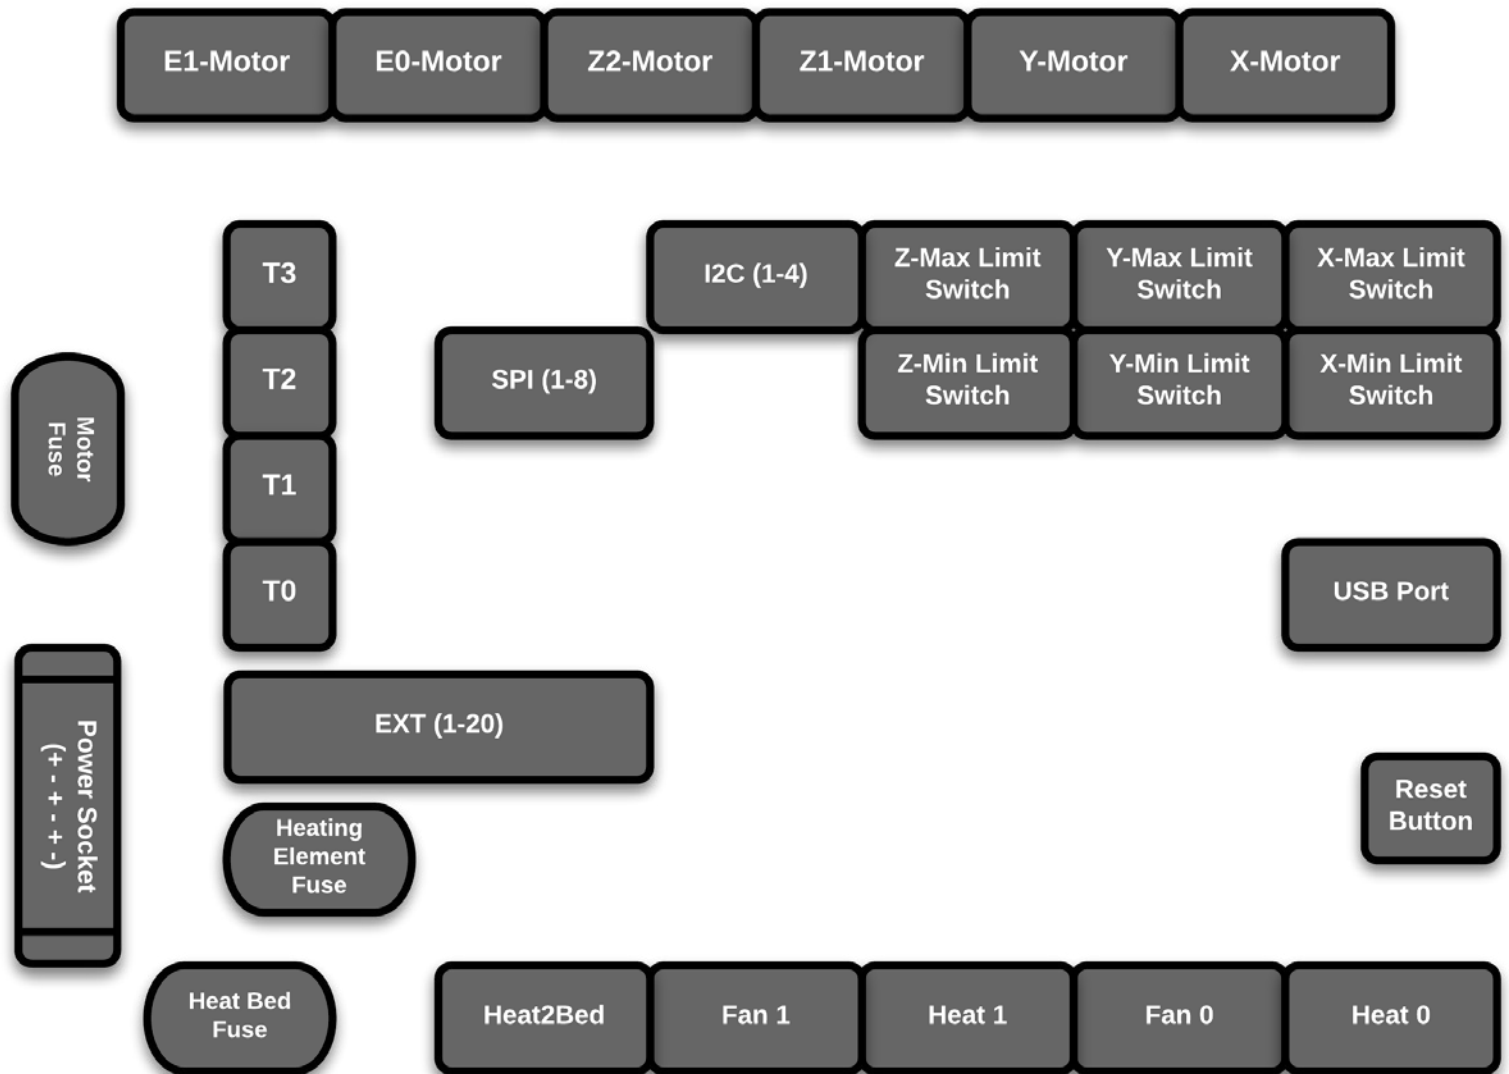 E1-Motor
E0-Motor
Z2-Motor
Z1-Motor
Y-Motor
X-Motor
T3
I2C (1-4)
Z-Max Limit
Switch
Y-Max Limit
Switch
X-Max Limit
Switch
T2
SPI (1-8)
Z-Min Limit
Switch
Y-Min Limit
Switch
X-Min Limit
Switch
Motor
Fuse
T1
T0
USB Port
Power Socket
(+ - + - + -)
EXT (1-20)
Reset
Button
Heating
Element
Fuse
Heat Bed
Fuse
Heat2Bed
Fan 1
Heat 1
Fan 0
Heat 0